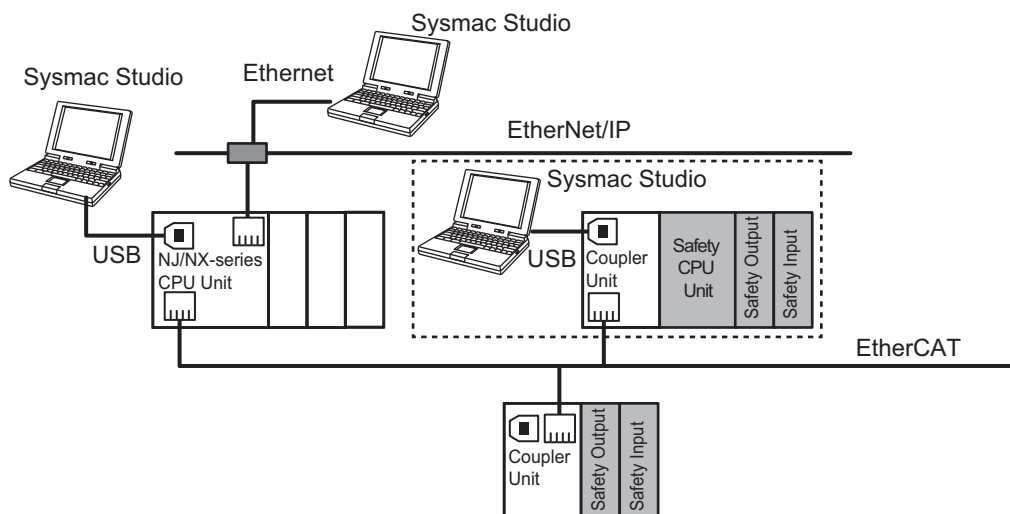 Sysmac Studio
Sysmac Studio
Ethernet
EtherNet/IP
Sysmac Studio
USB
NJ/NX-series
CPU Unit
USB
Coupler
Unit
Safety
CPU
Unit
Safety Output
Safety Input
EtherCAT
Coupler
Unit
Safety Output
Safety Input